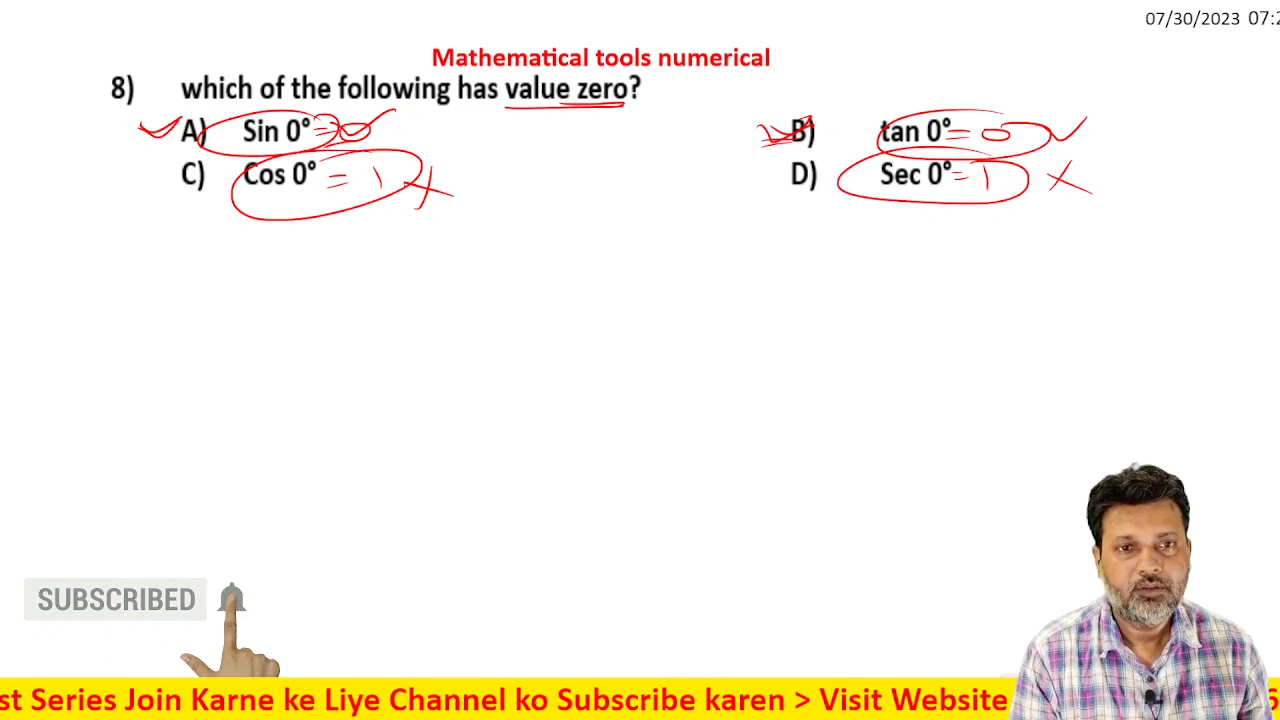 07/30/2023 07:2
Mathematical tools numerical
8) which of the following has value zero?
A) Sin 0° = 0 B) tan 0° = 0
C) Cos 0° = 1 D) Sec 0° = 1
SUBSCRIBED
st Series Join Karne ke Liye Channel ko Subscribe karen > Visit Website 6